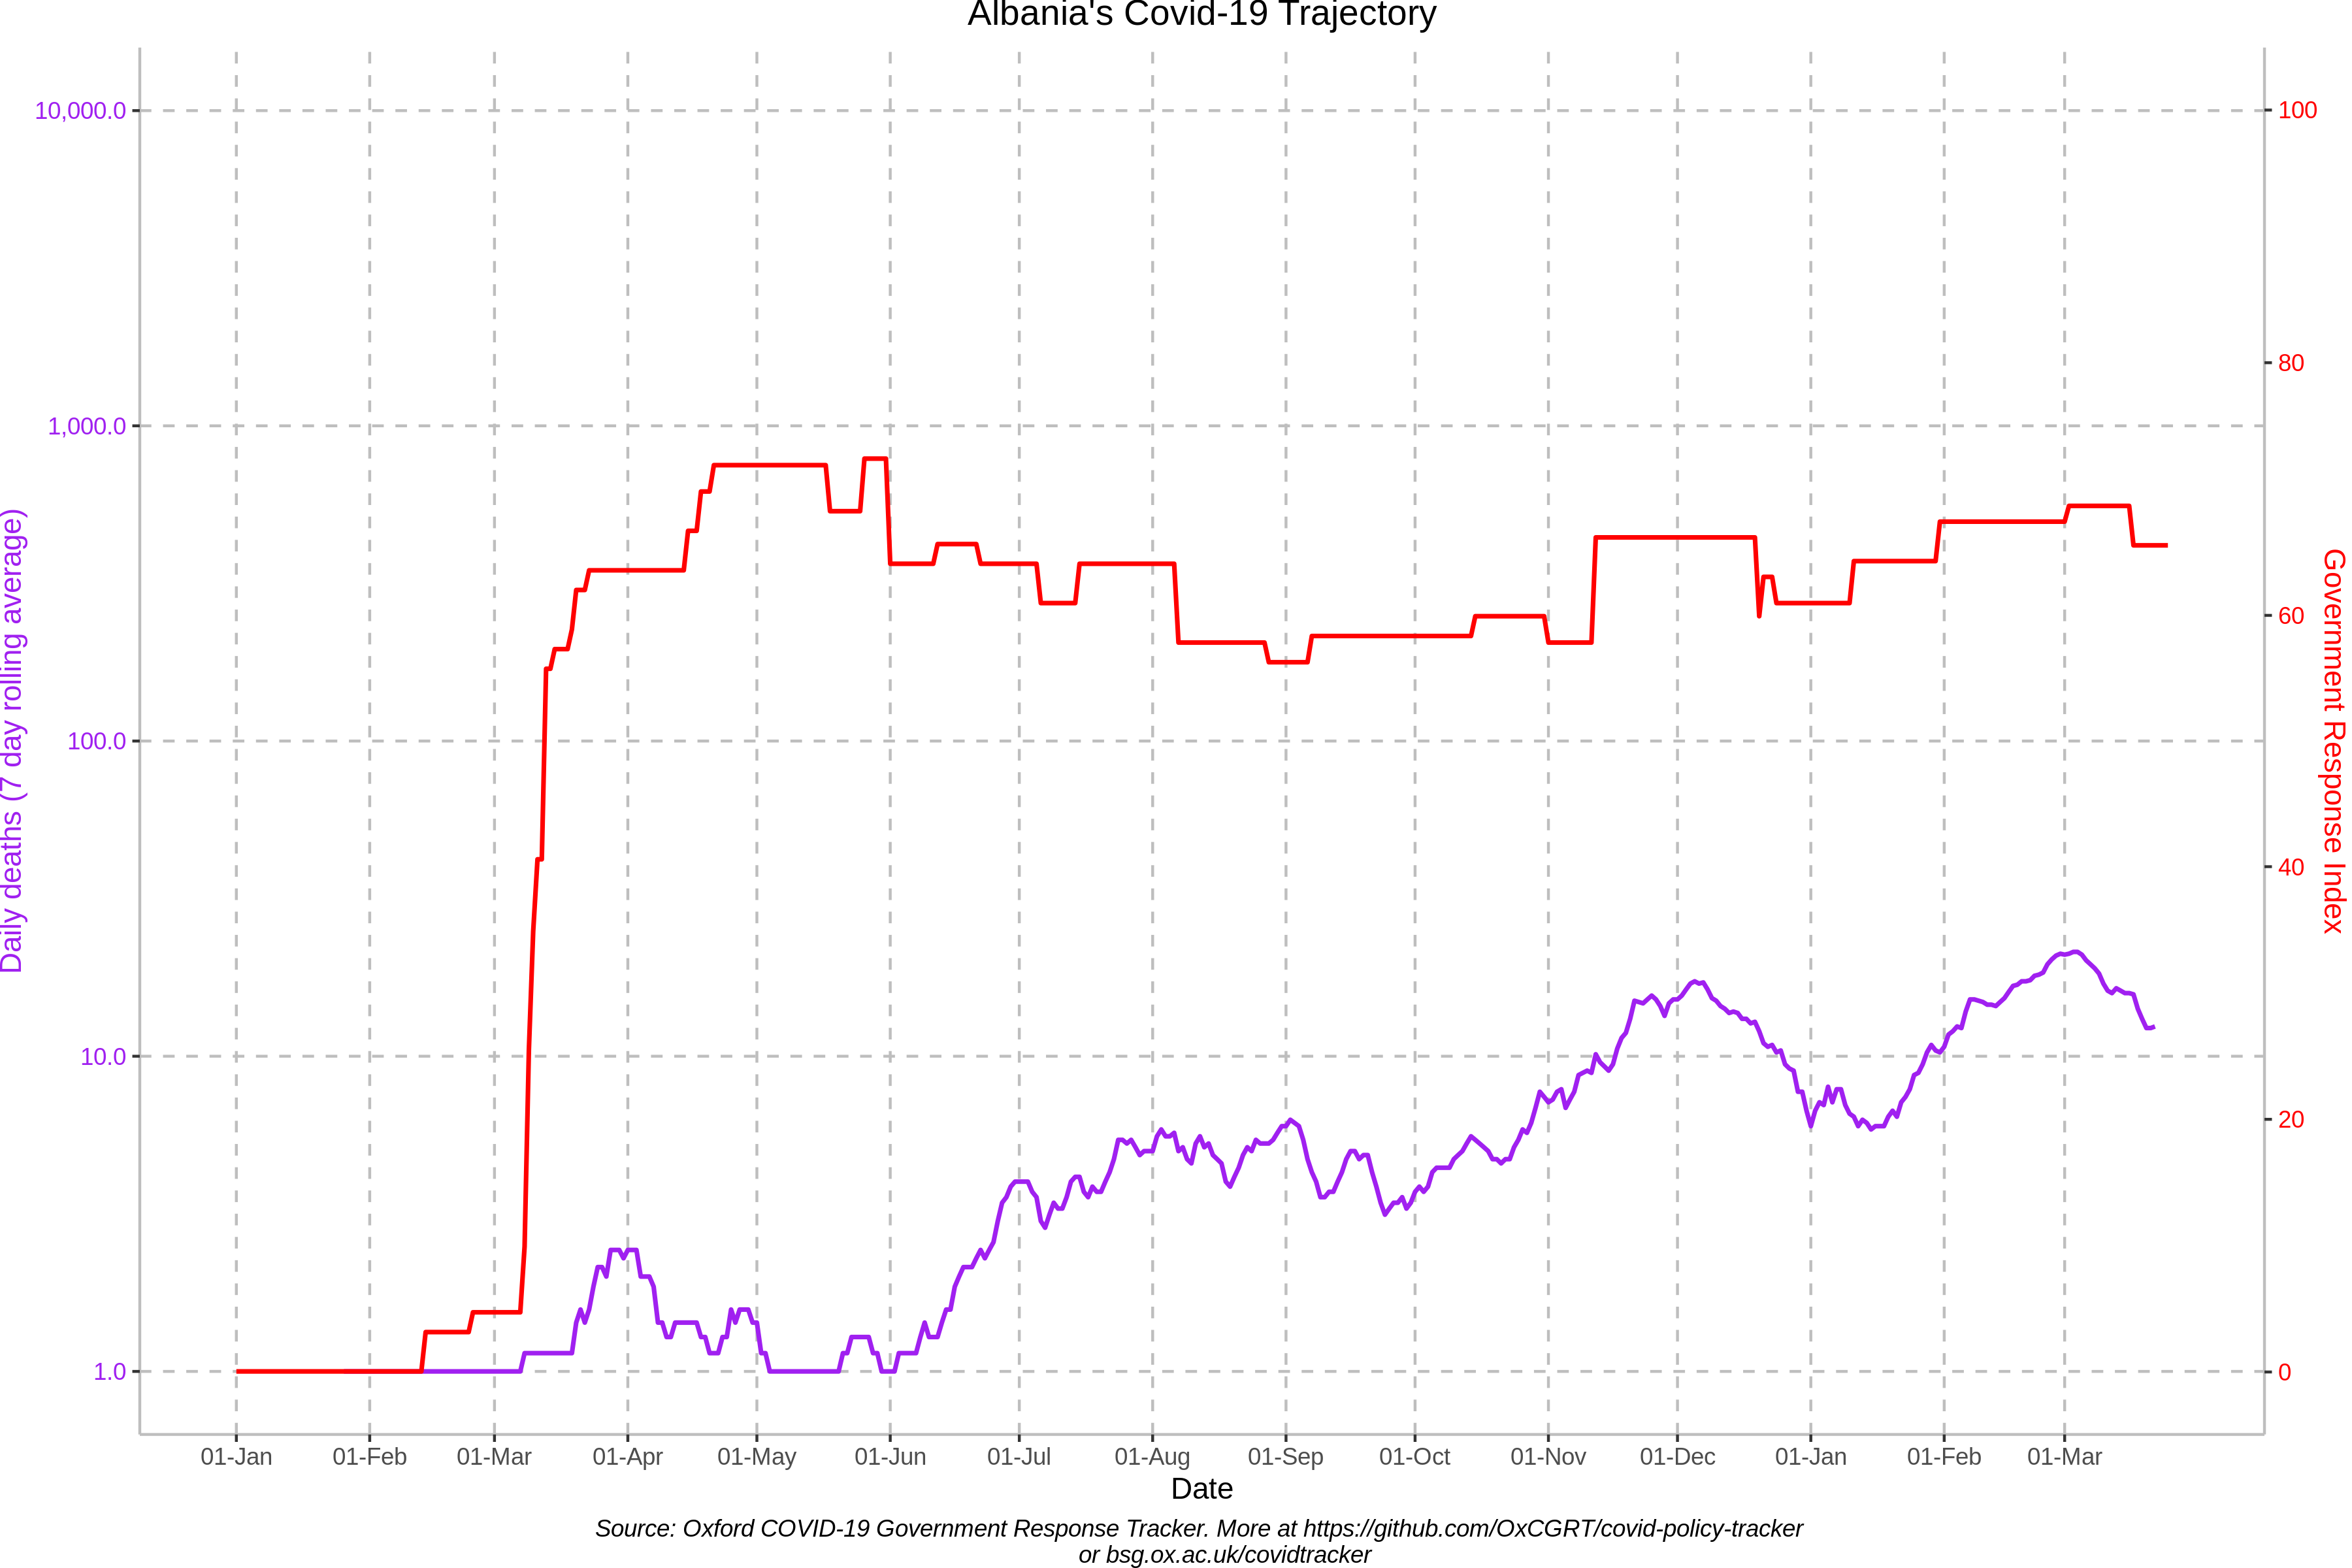 Albania's Covid-19 Trajectory
10,000.0
1,000.0
100.0
10.0
1.0
Daily deaths (7 day rolling average)
100
80
60
40
20
0
Government Response Index
01-Jan 01-Feb 01-Mar 01-Apr 01-May 01-Jun 01-Jul 01-Aug 01-Sep 01-Oct 01-Nov 01-Dec 01-Jan 01-Feb 01-Mar
Date
Source: Oxford COVID-19 Government Response Tracker. More at https://github.com/OxCGRT/covid-policy-tracker
or bsg.ox.ac.uk/covidtracker